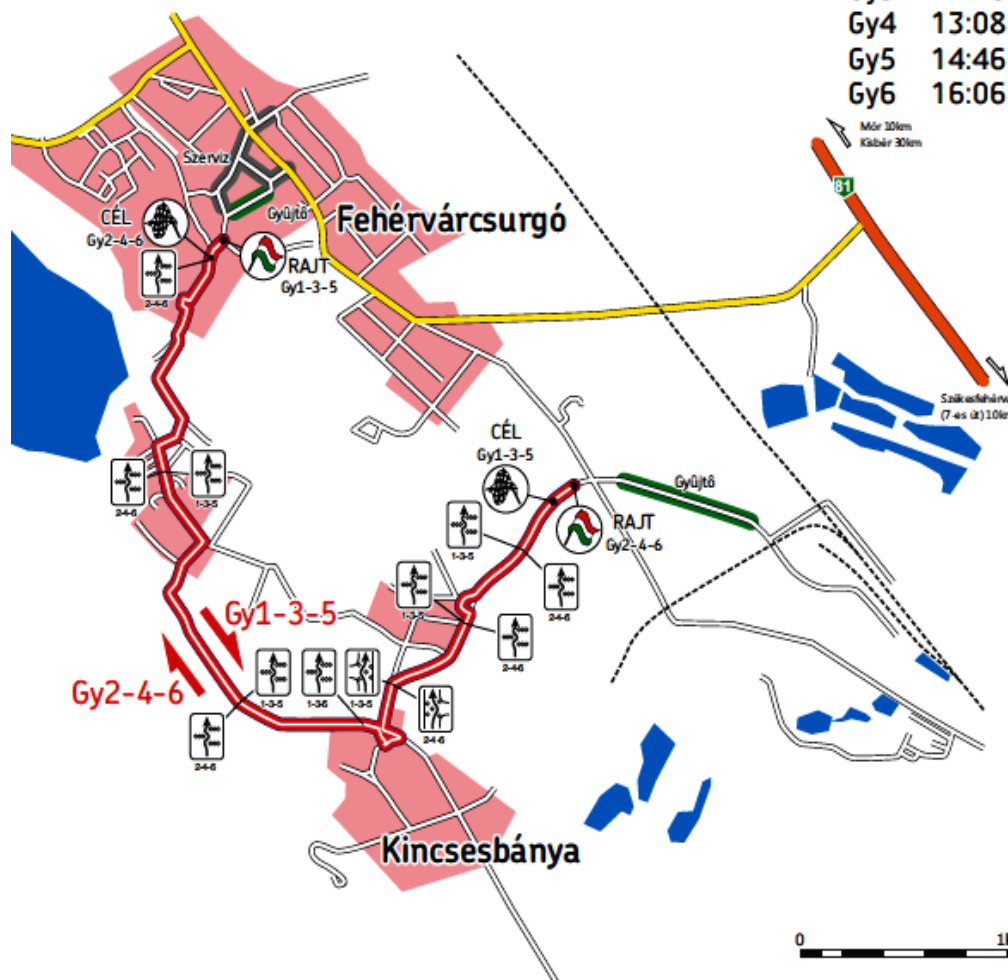 Gy4 13:08
Gy5 14:46
Gy6 16:06
Mór 10km
Kisbér 30km
81
Szerviz
Gyűjtő
CÉL
Gy2-4-6
Fehérvárcsurgó
RAJT
Gy1-3-5
2-4-6
(7-es út) 10km
CÉL
Gy1-3-5
Gyűjtő
RAJT
Gy2-4-6
2-4-6
1-3-5
1-3-5
2-4-6
1-3-5
2-4-6
Gy1-3-5
Gy2-4-6
1-3-5
1-3-5
1-3-5
2-4-6
2-4-6
Kincsesbánya
0